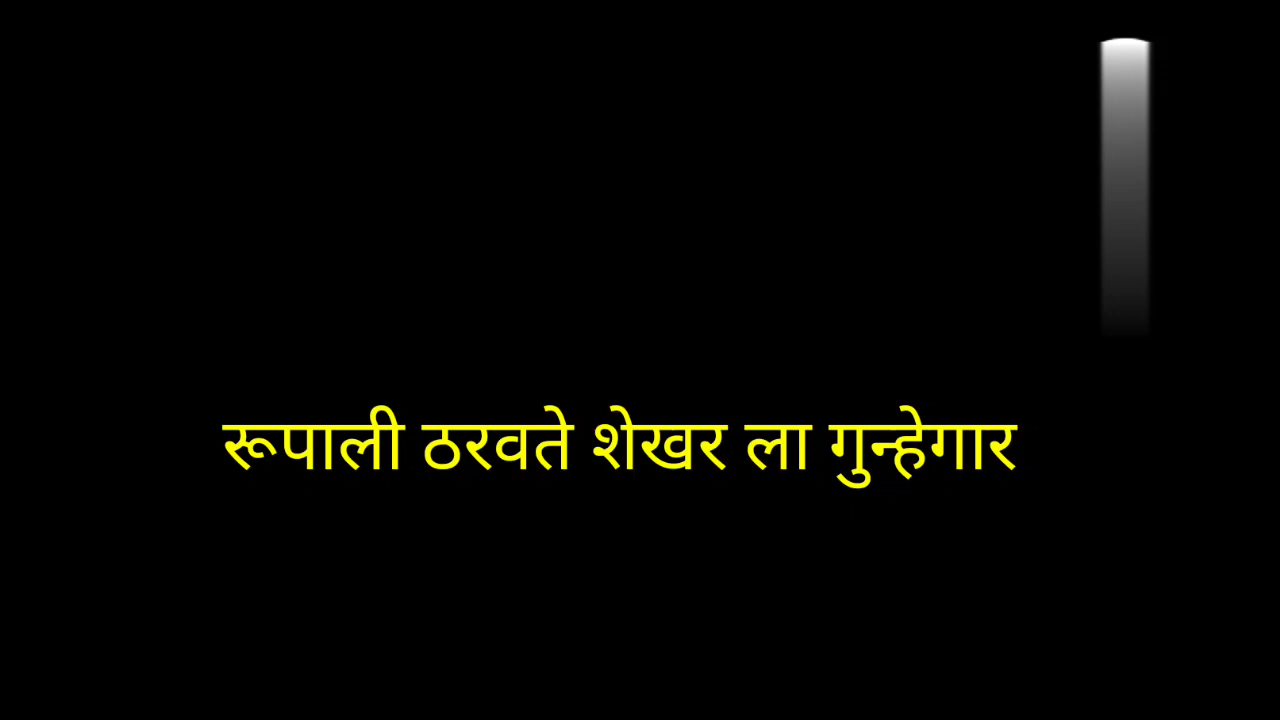 रूपाली ठरवते शेखर ला गुन्हेगार